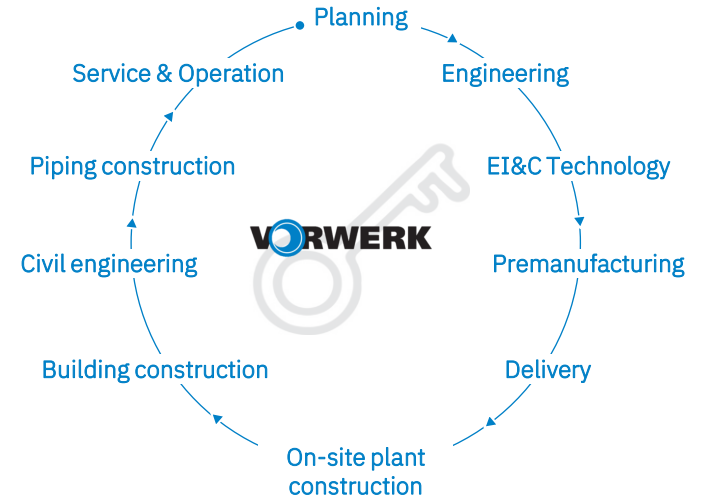 Planning
Engineering
EI&C Technology
Premanufacturing
Delivery
On-site plant
construction
Building construction
Civil engineering
Piping construction
Service & Operation
VORWERK